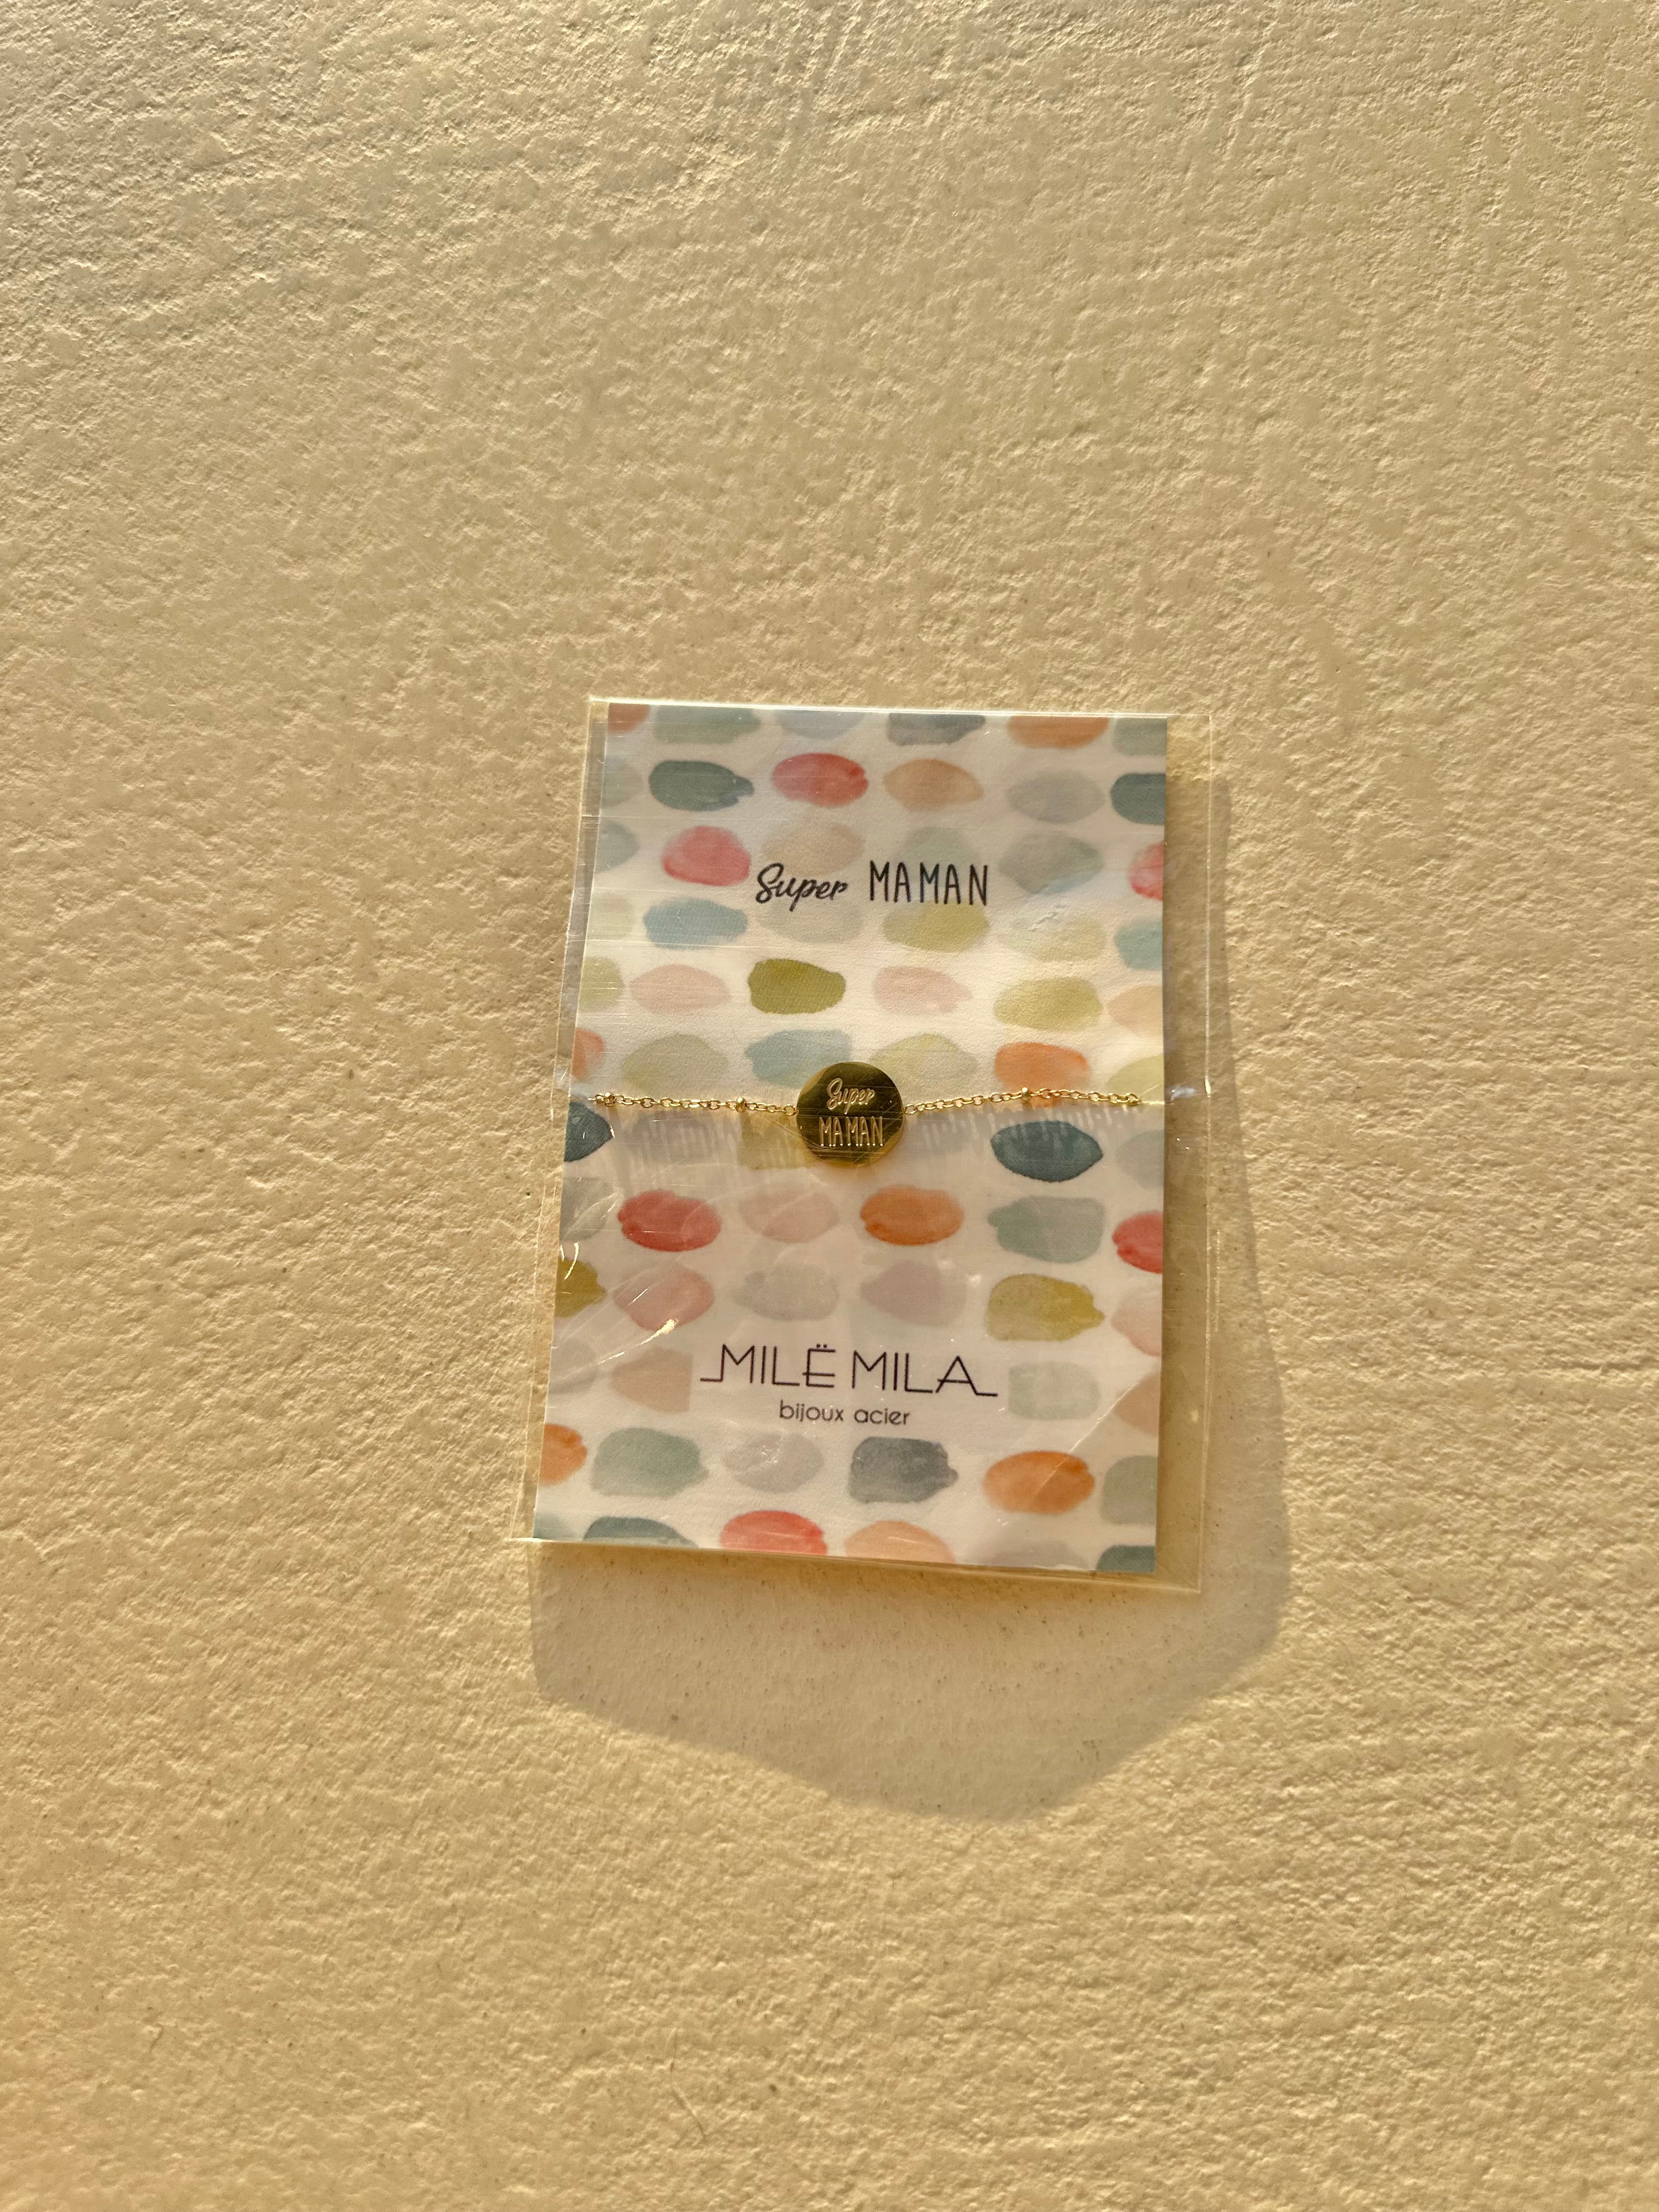 Super MAMAN
Super
MAMAN
MILË MILA
bijoux acier